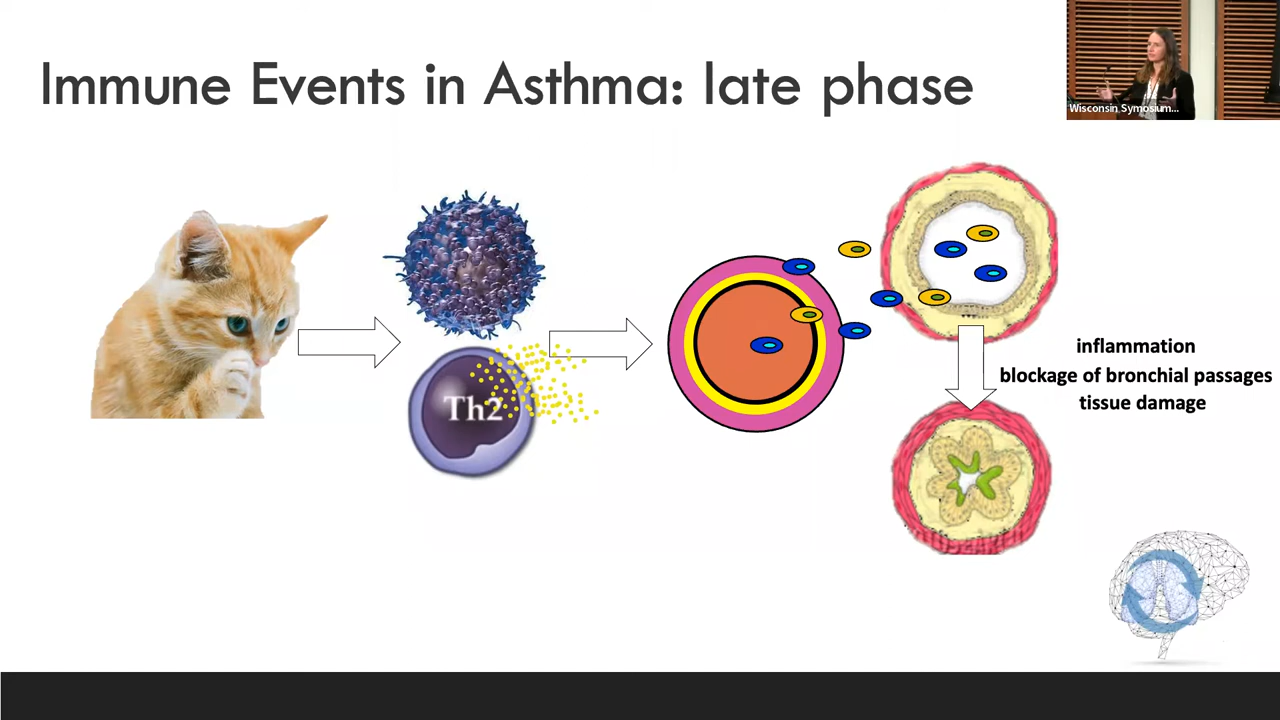 Immune Events in Asthma: late phase
Wisconsin Symposium...
Th2
inflammation
blockage of bronchial passages
tissue damage